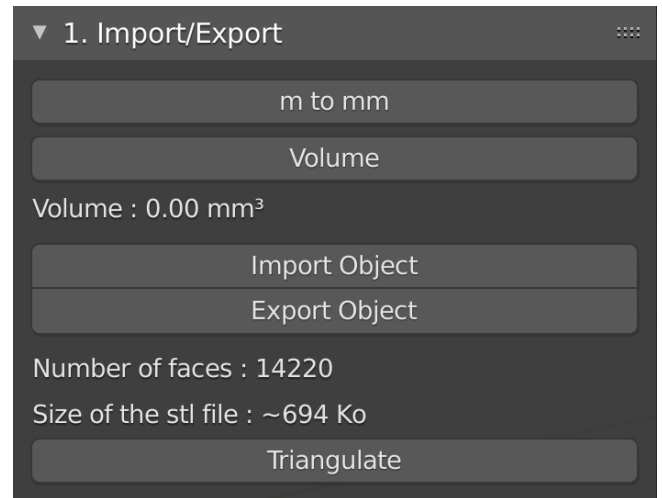 1. Import/Export
m to mm
Volume
Volume : 0.00 mm³
Import Object
Export Object
Number of faces : 14220
Size of the stl file : ~694 Ko
Triangulate